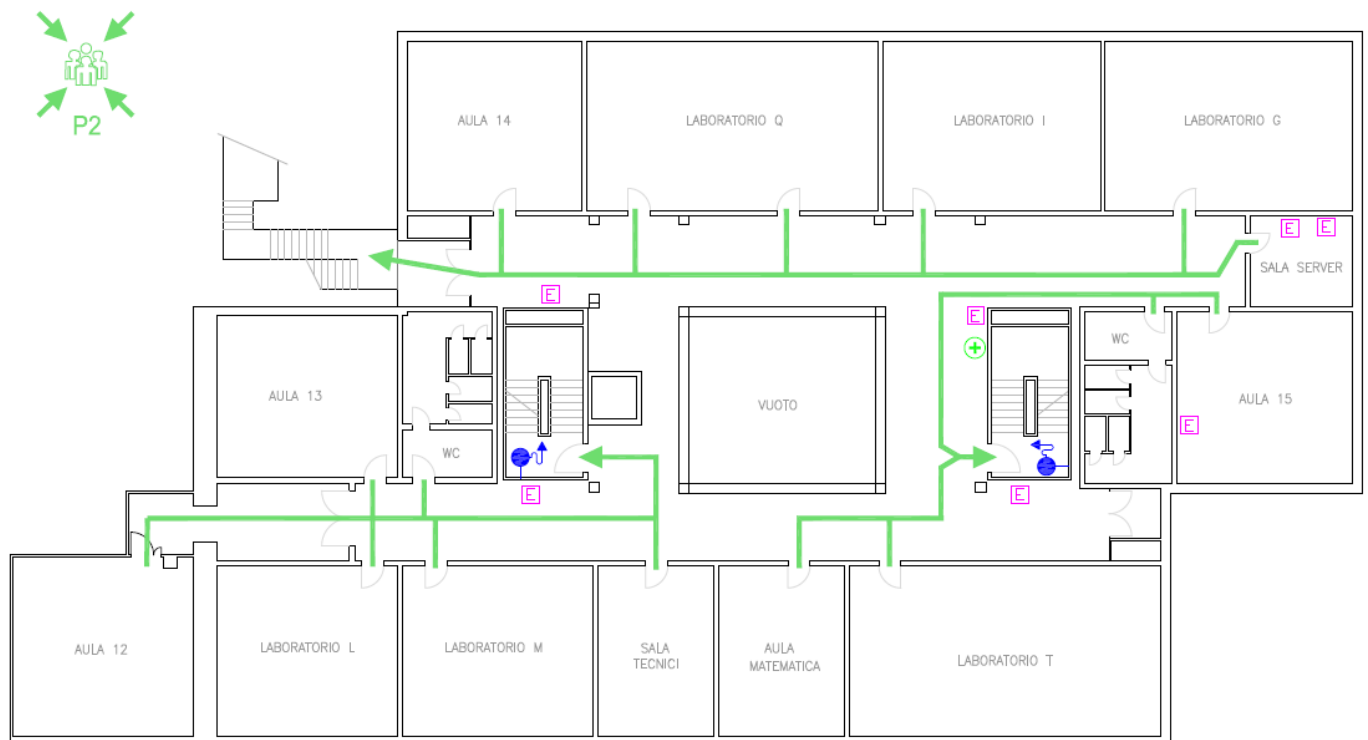 P2
AULA 14
LABORATORIO Q
LABORATORIO I
LABORATORIO G
E
E
SALA SERVER
E
E
WC
AULA 13
VUOTO
AULA 15
E
WC
E
E
AULA 12
LABORATORIO L
LABORATORIO M
SALA
TECNICI
AULA
MATEMATICA
LABORATORIO T